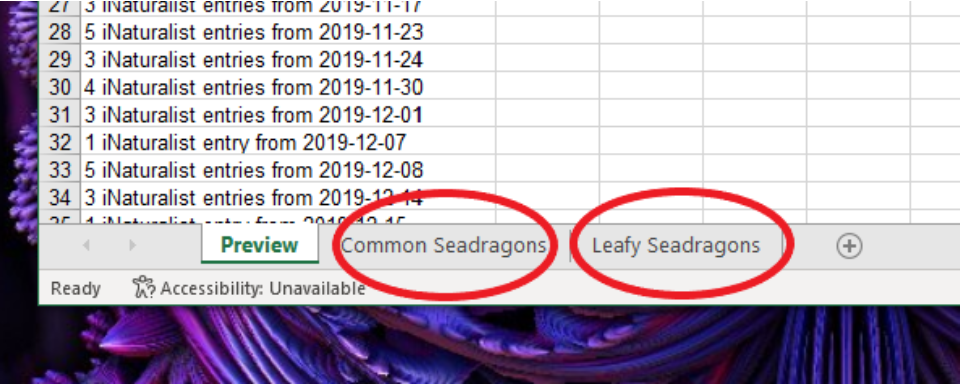 27 3 iNaturalist entries from 2019-11-17
28 5 iNaturalist entries from 2019-11-23
29 3 iNaturalist entries from 2019-11-24
30 4 iNaturalist entries from 2019-11-30
31 3 iNaturalist entries from 2019-12-01
32 1 iNaturalist entry from 2019-12-07
33 5 iNaturalist entries from 2019-12-08
34 3 iNaturalist entries from 2019-12-14
35 1 iNaturalist entry from 2019-12-15
Preview Common Seadragons Leafy Seadragons
Ready Accessibility: Unavailable